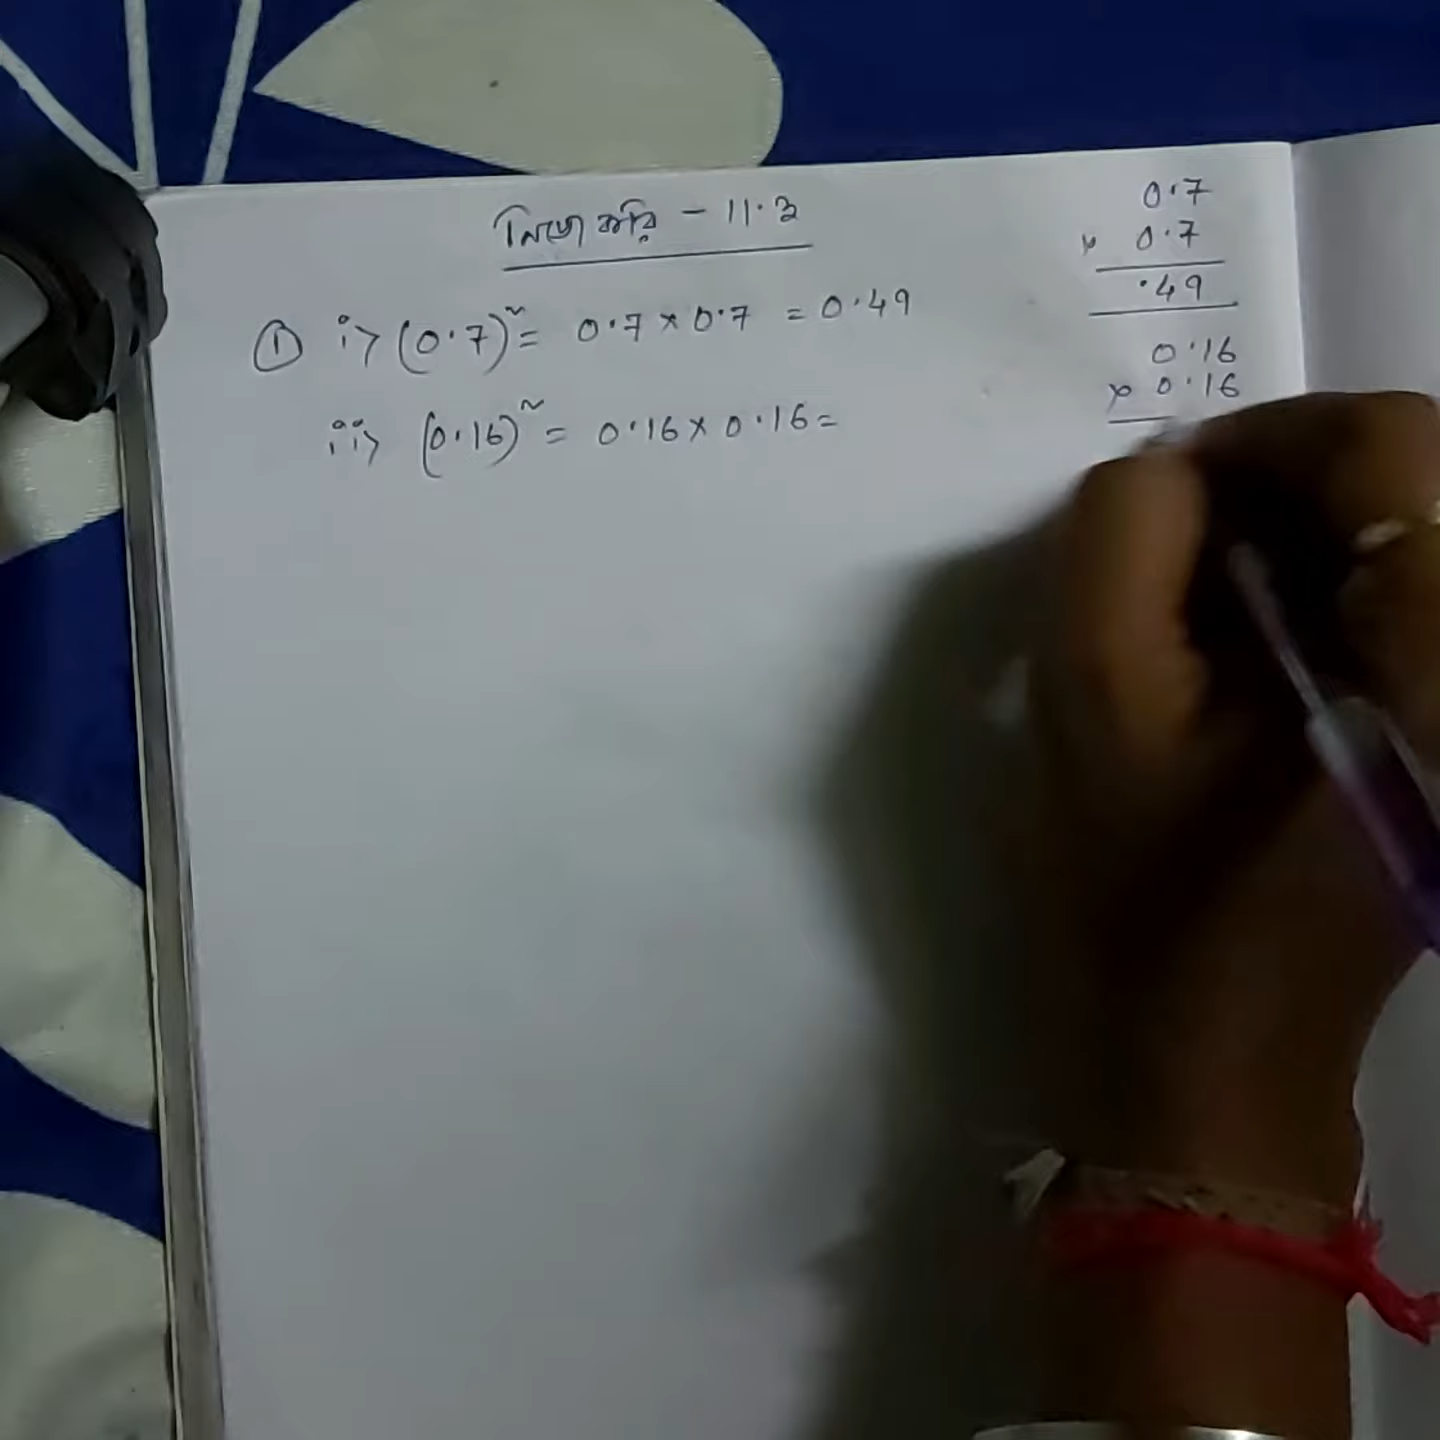 নিজে করি - 11.3
① i> (0.7)² = 0.7 × 0.7 = 0.49
ii> (0.16)² = 0.16 × 0.16 =
0.7
× 0.7
.49
0.16
× 0.16